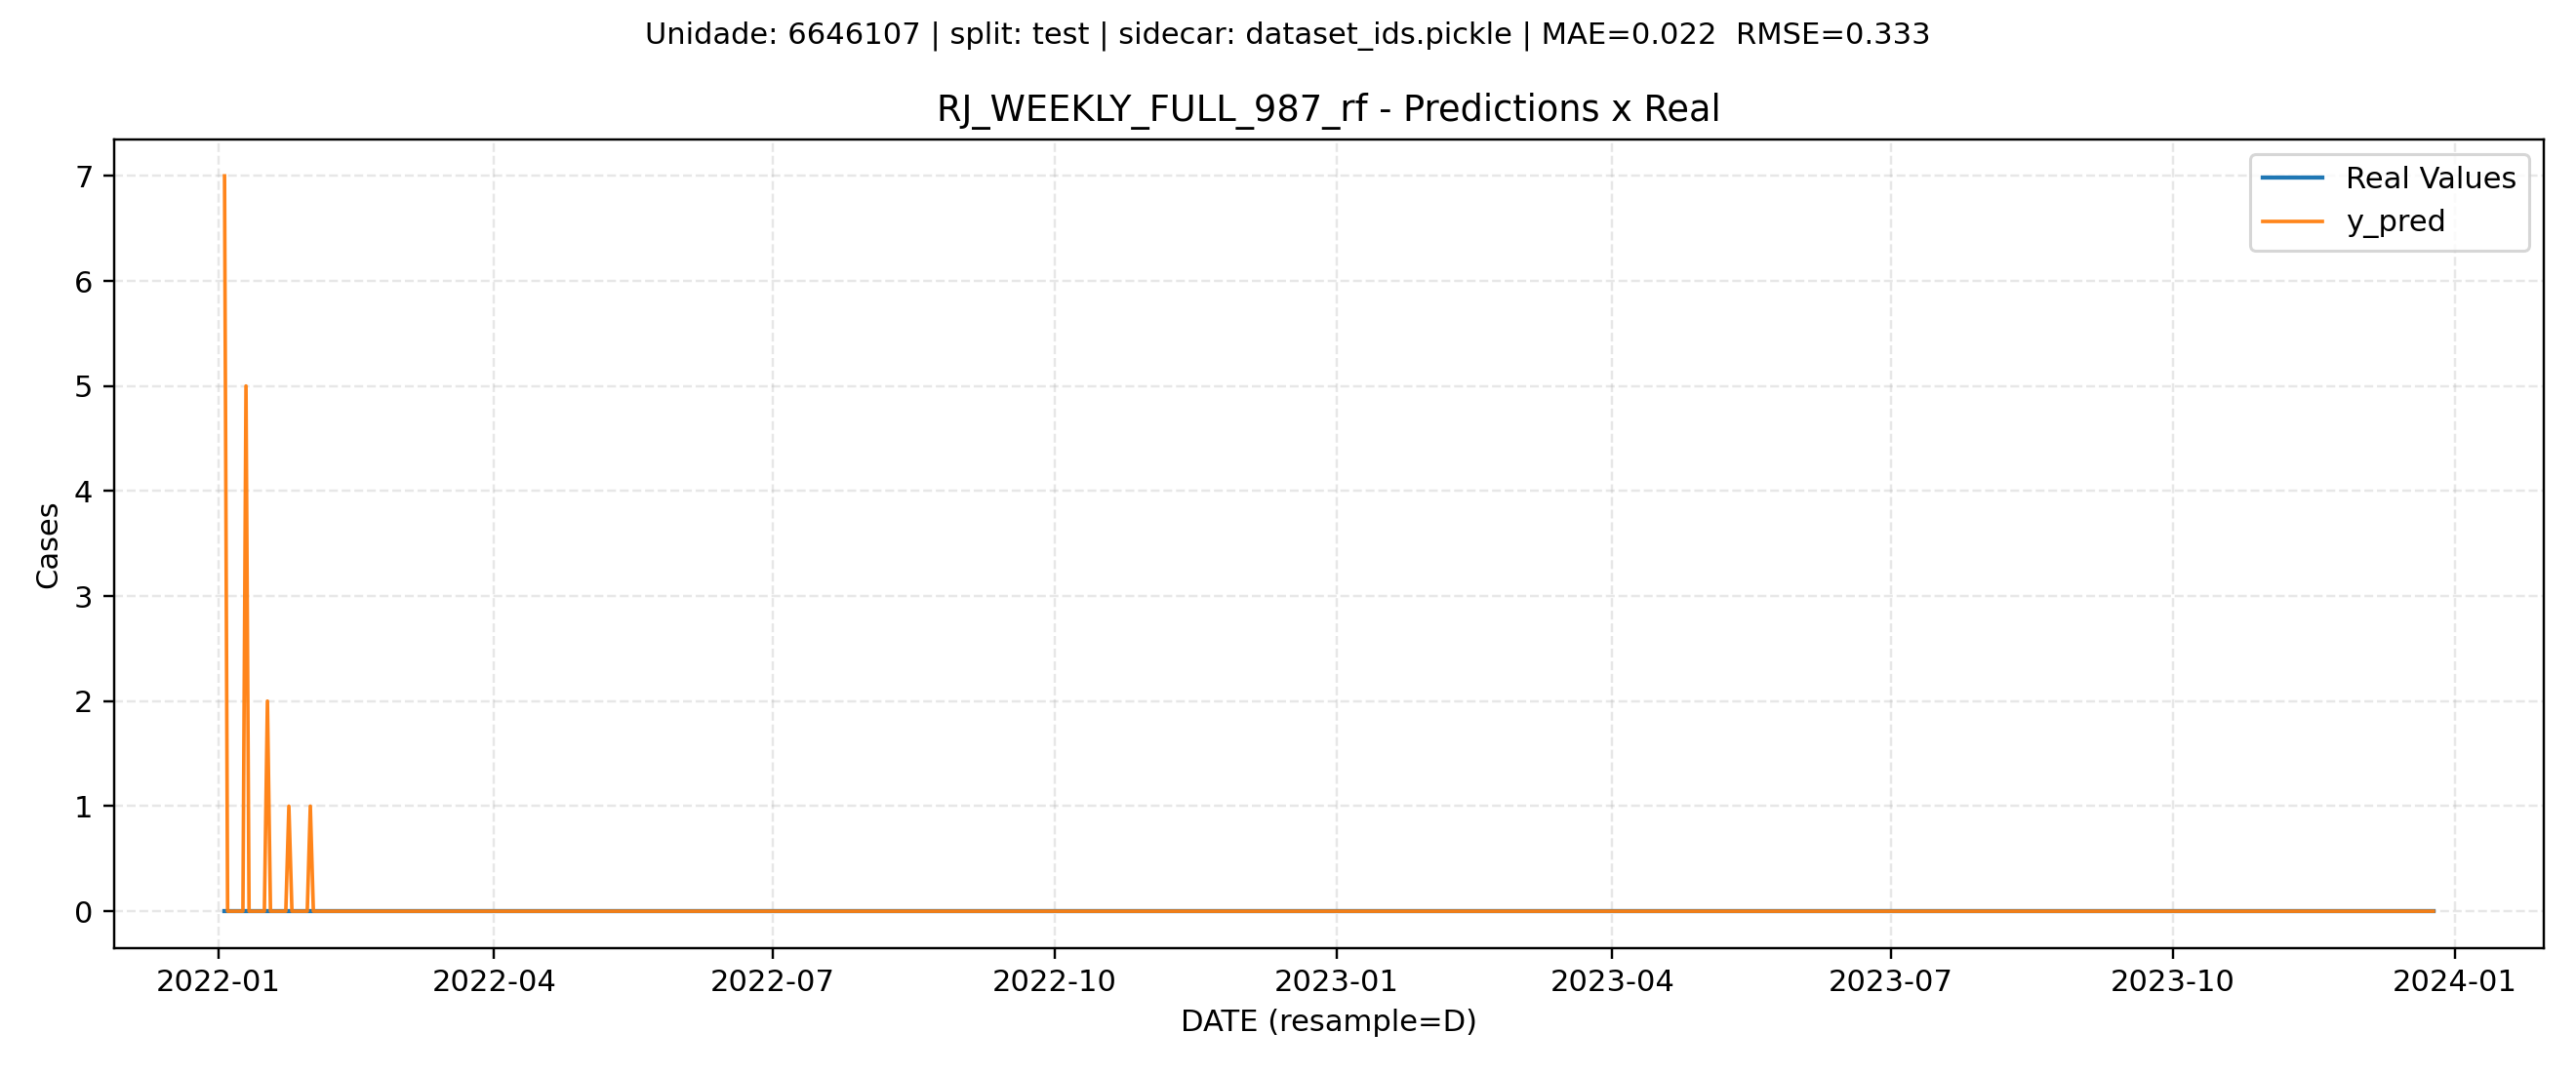 Unidade: 6646107 | split: test | sidecar: dataset_ids.pickle | MAE=0.022  RMSE=0.333
RJ_WEEKLY_FULL_987_rf - Predictions x Real
Real Values
y_pred
7
6
5
4
3
2
1
0
Cases
2022-01
2022-04
2022-07
2022-10
2023-01
2023-04
2023-07
2023-10
2024-01
DATE (resample=D)